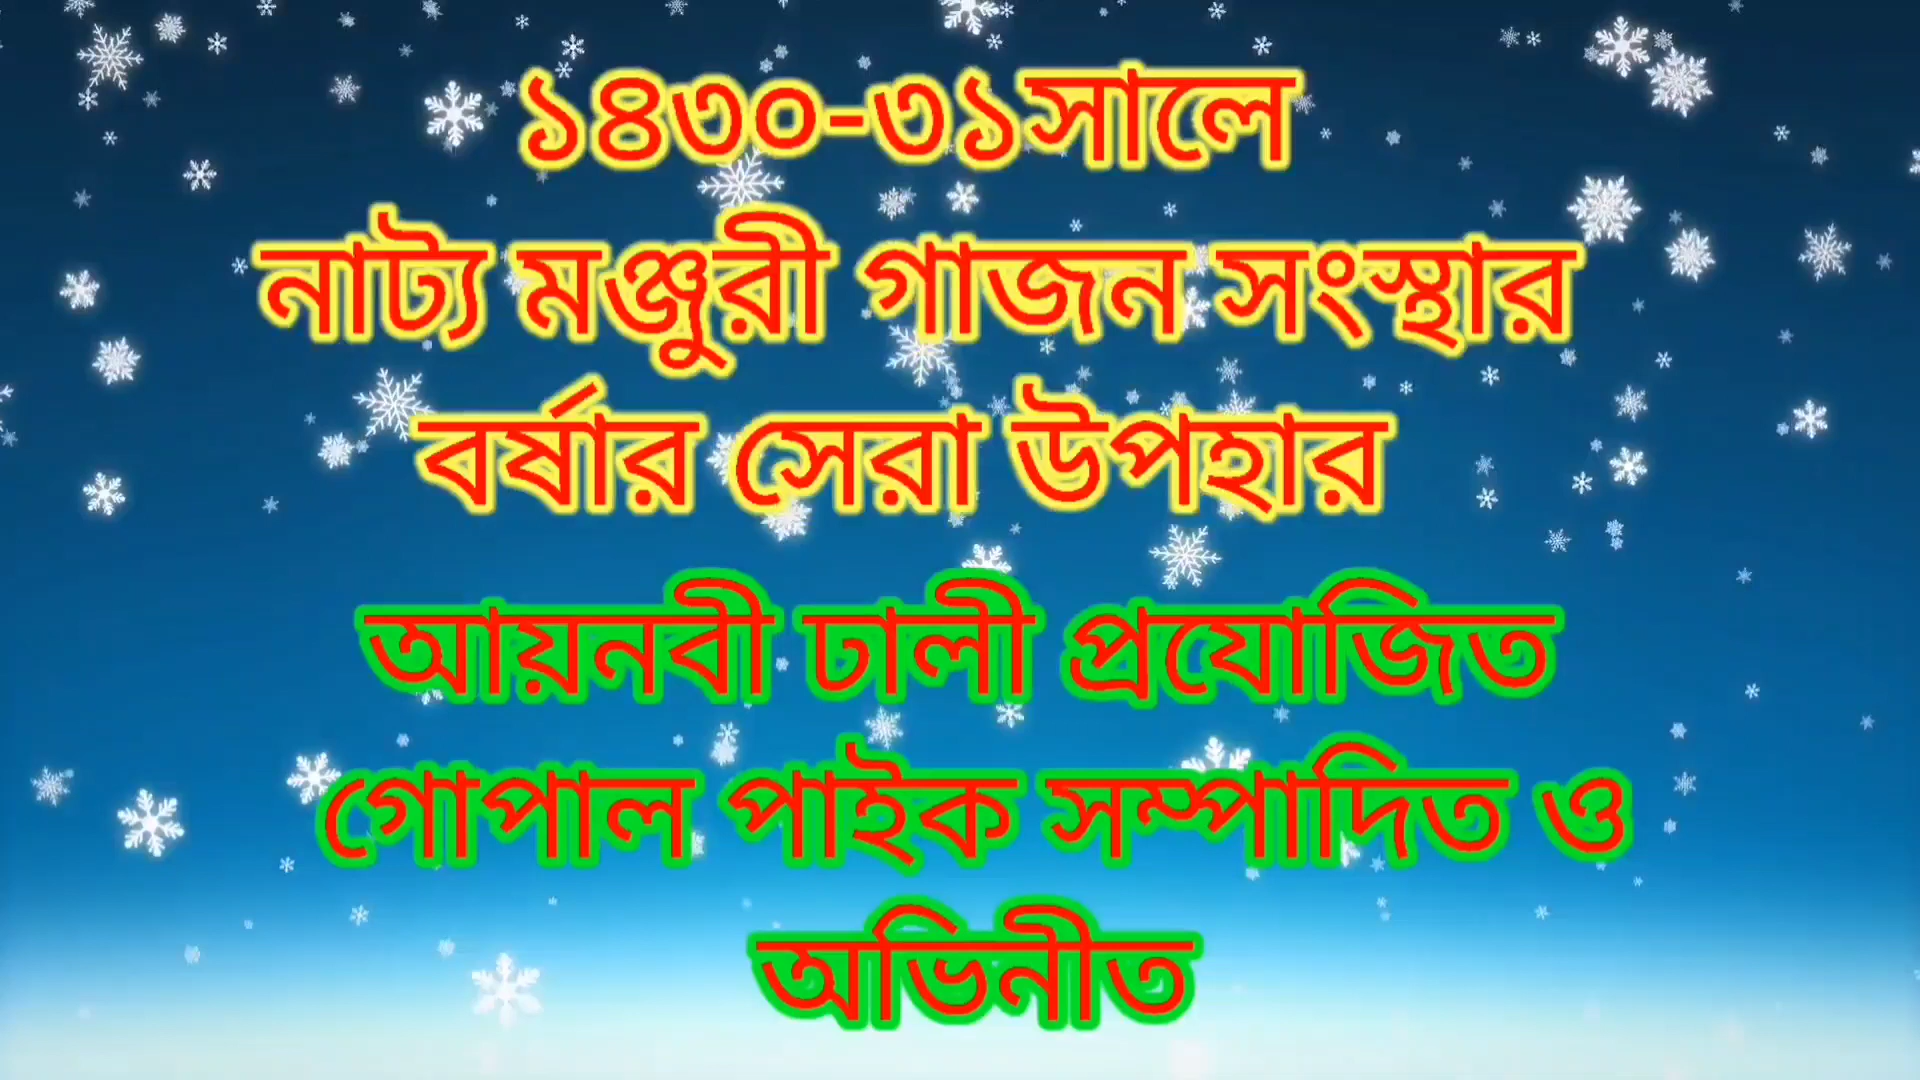 ১৪৩০-৩১সালে
নাট্য মঞ্জুরী গাজন সংস্থার
বর্ষার সেরা উপহার
আয়নবী ঢালী প্রযোজিত
গোপাল পাইক সম্পাদিত ও
অভিনীত